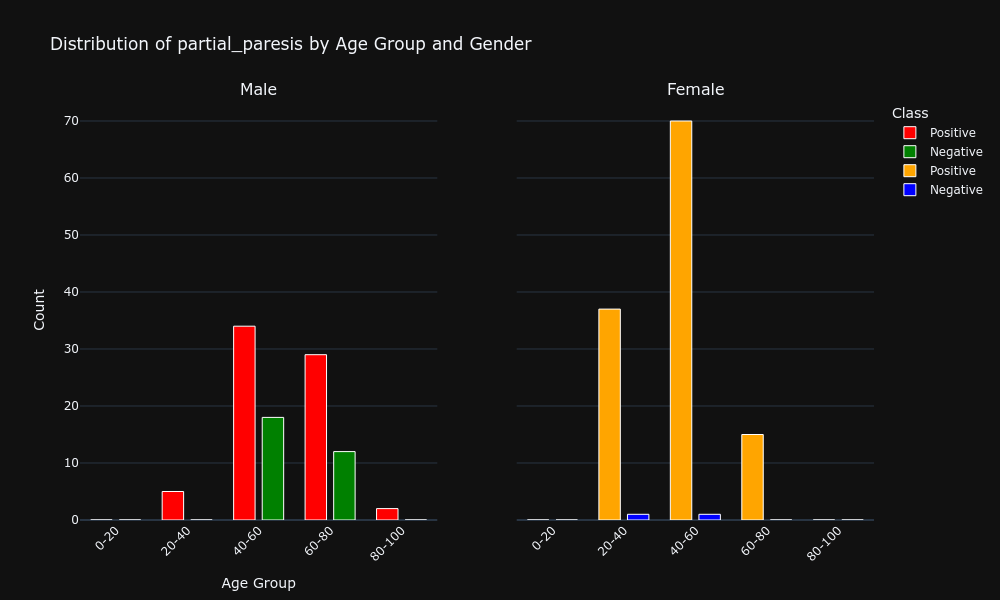 Distribution of partial_paresis by Age Group and Gender
Male
Female
Class
Positive
Negative
Positive
Negative
Count
70
60
50
40
30
20
10
0
0-20
20-40
40-60
60-80
80-100
0-20
20-40
40-60
60-80
80-100
Age Group